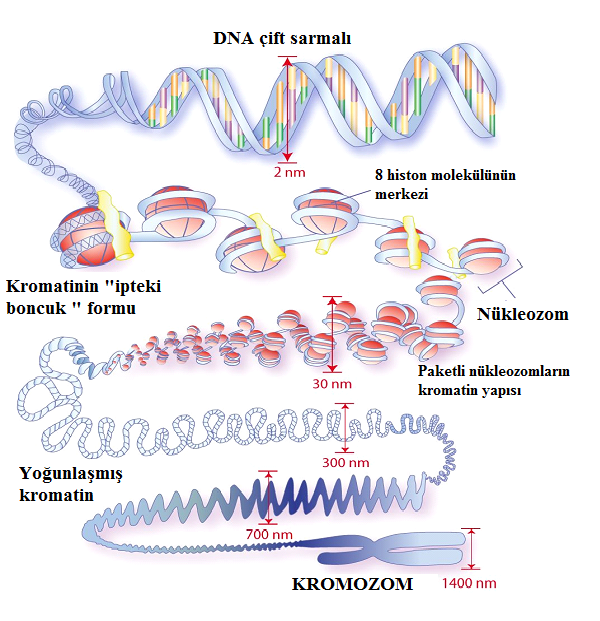 DNA çift sarmalı
2 nm
8 histon molekülünün
merkezi
Kromatinin "ipteki
boncuk " formu
Nükleozom
30 nm
Paketli nükleozomların
kromatin yapısı
300 nm
Yoğunlaşmış
kromatin
700 nm
KROMOZOM
1400 nm